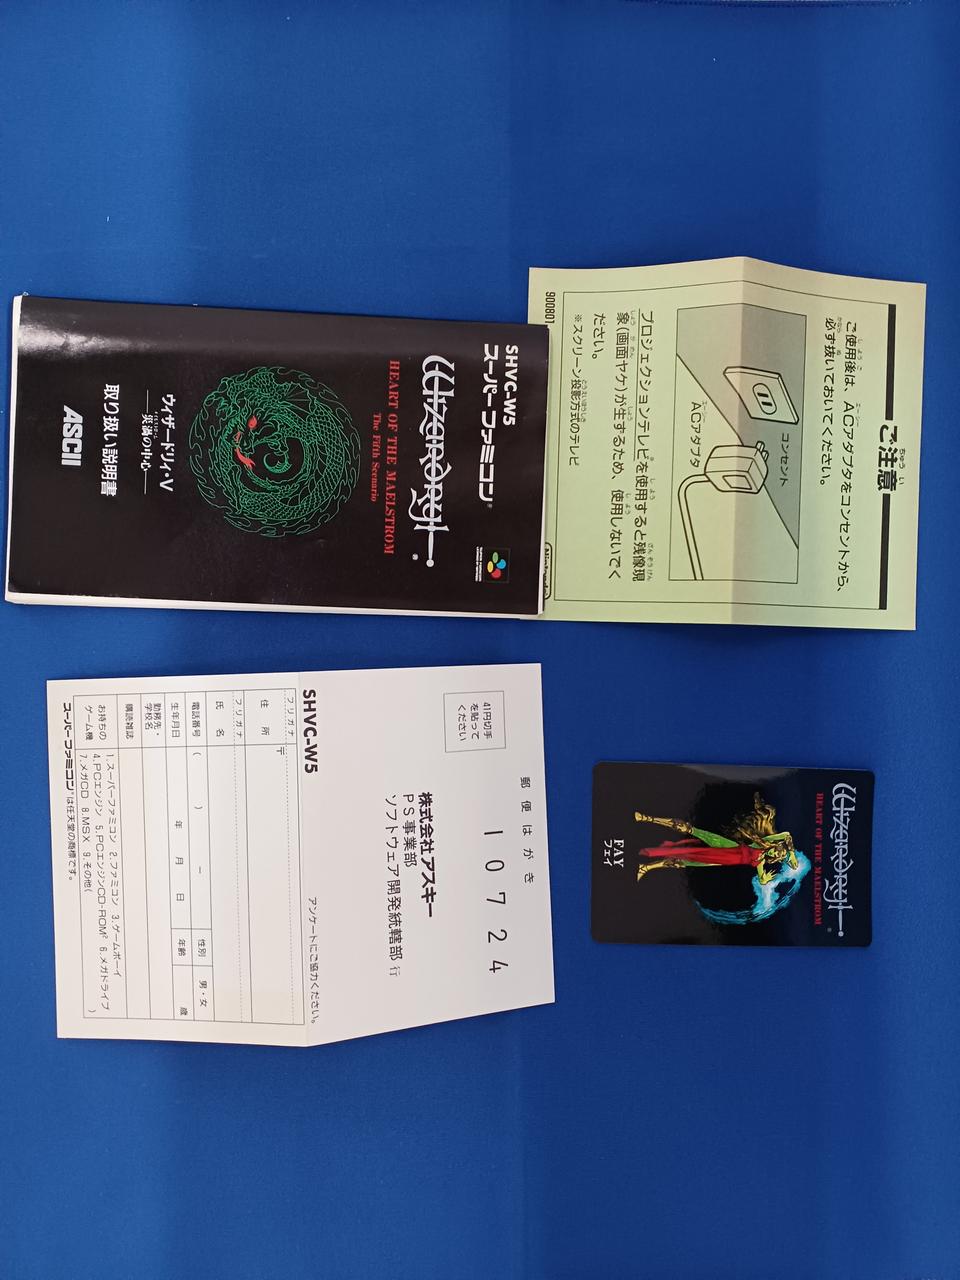 SHVC-W5
スーパーファミコン®
Wizardry®
HEART OF THE MAELSTROM
The Fifth Scenario
ウィザードリィ・V
災渦の中心
取り扱い説明書
ASCII
ご注意
ちゅうい
ご使用後は、ACアダプタをコンセントから、
必ず抜いておいてください。
コンセント
ACアダプタ
プロジェクションテレビを使用すると残像現
象(画面ヤケ)が生ずるため、使用しないでく
ださい。
※スクリーン投影方式のテレビ
900801
Nintendo
郵便はがき
10724
41円切手
を貼って
ください
株式会社アスキー
PS事業部
ソフトウェア開発統轄部 行
アンケートにご協力ください。
SHVC-W5
フリガナ
住所
〒
フリガナ
氏名
性別
男・女
電話番号
( ) ー
生年月日
年 月 日
年齢
歳
勤務先・
学校名
購読雑誌
お持ちの
ゲーム機
1.スーパーファミコン 2.ファミコン 3.ゲームボーイ
4.PCエンジン 5.PCエンジンCD-ROM² 6.メガドライブ
7.メガCD 8.MSX 9.その他( )
スーパーファミコン®は任天堂の商標です。
Wizardry®
HEART OF THE MAELSTROM
FAY
フェイ